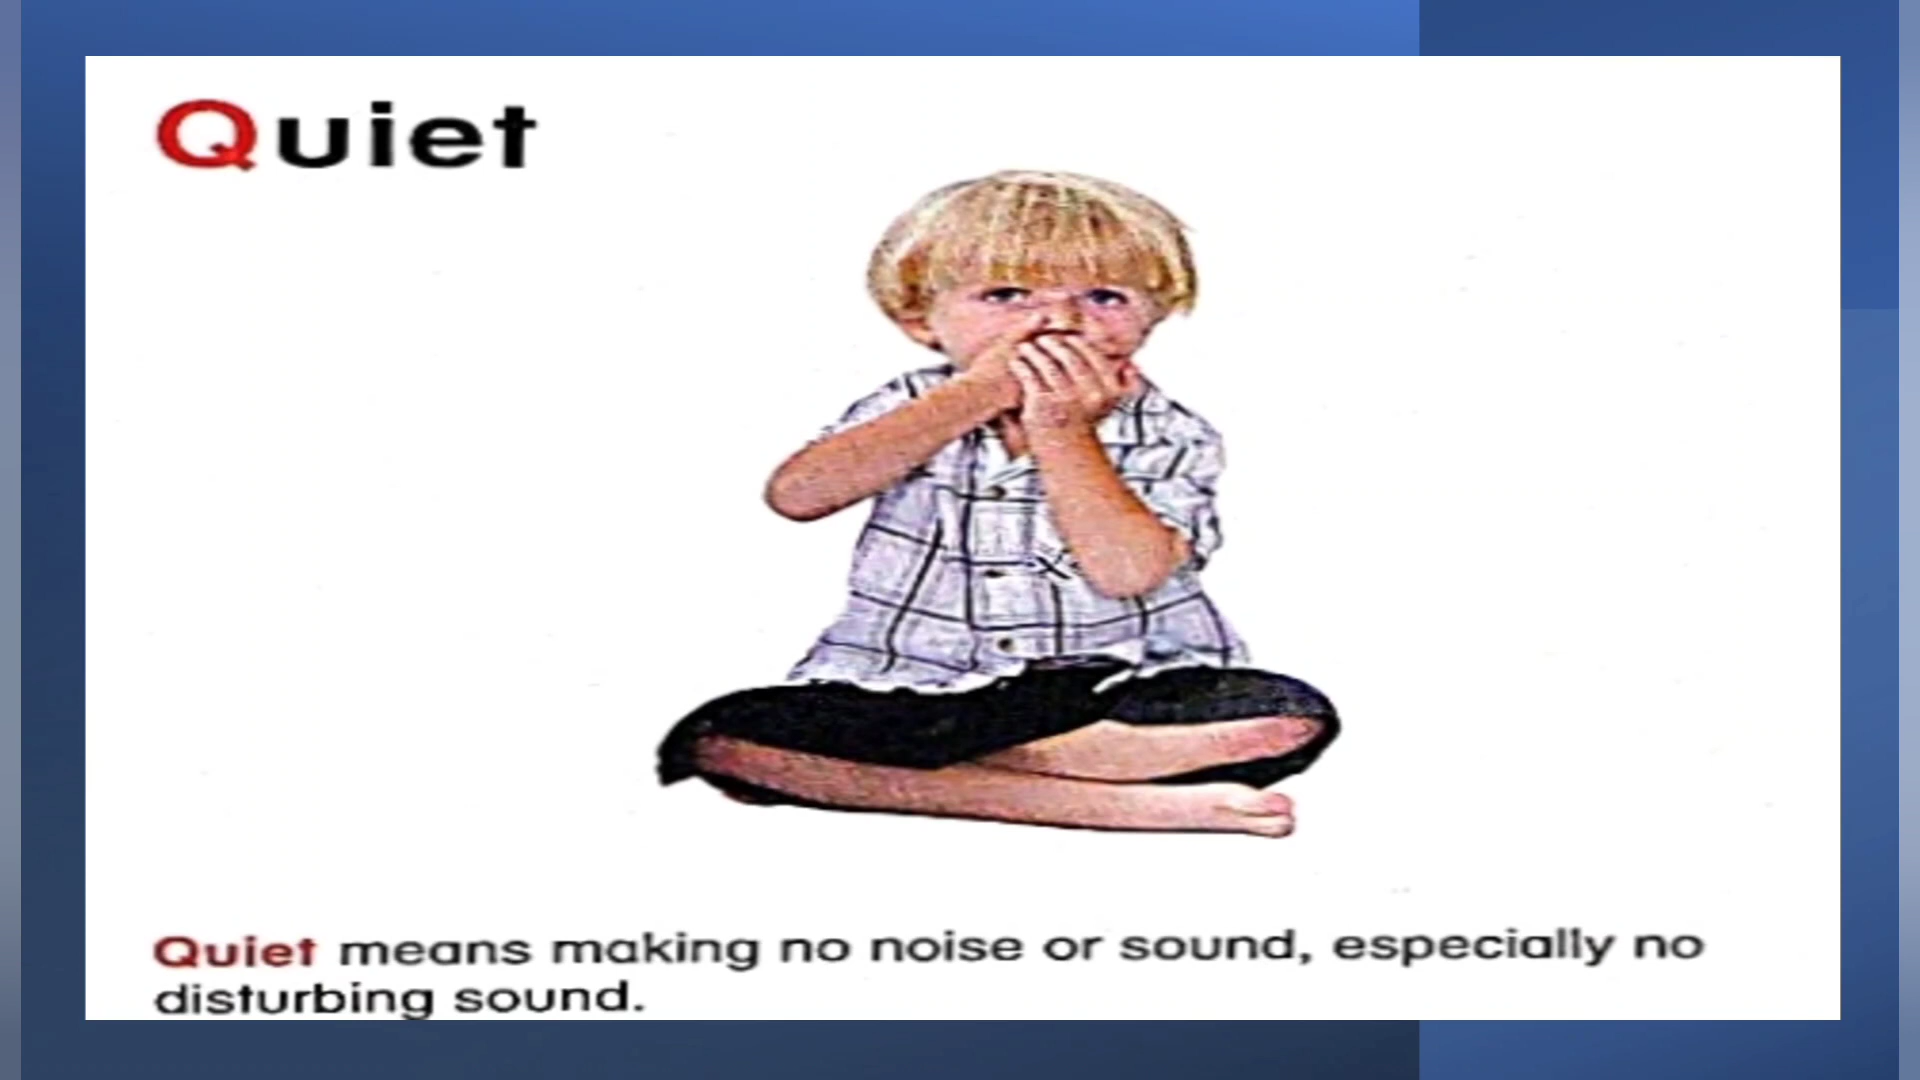 Quiet
Quiet means making no noise or sound, especially no
disturbing sound.